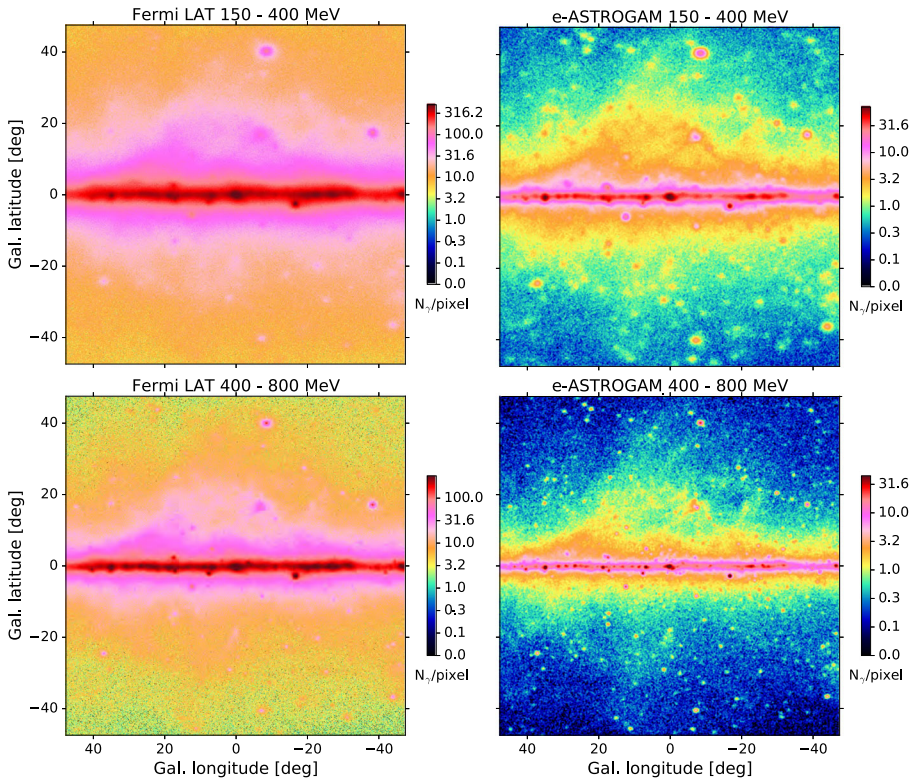 Fermi LAT 150 - 400 MeV
e-ASTROGAM 150 - 400 MeV
Gal. latitude [deg]
40
20
0
−20
−40
316.2
100.0
31.6
10.0
3.2
1.0
0.3
0.1
0.0
Nγ/pixel
31.6
10.0
3.2
1.0
0.3
0.1
0.0
Nγ/pixel
Fermi LAT 400 - 800 MeV
e-ASTROGAM 400 - 800 MeV
Gal. latitude [deg]
40
20
0
−20
−40
100.0
31.6
10.0
3.2
1.0
0.3
0.1
0.0
Nγ/pixel
31.6
10.0
3.2
1.0
0.3
0.1
0.0
Nγ/pixel
40 20 0 −20 −40
Gal. longitude [deg]
40 20 0 −20 −40
Gal. longitude [deg]